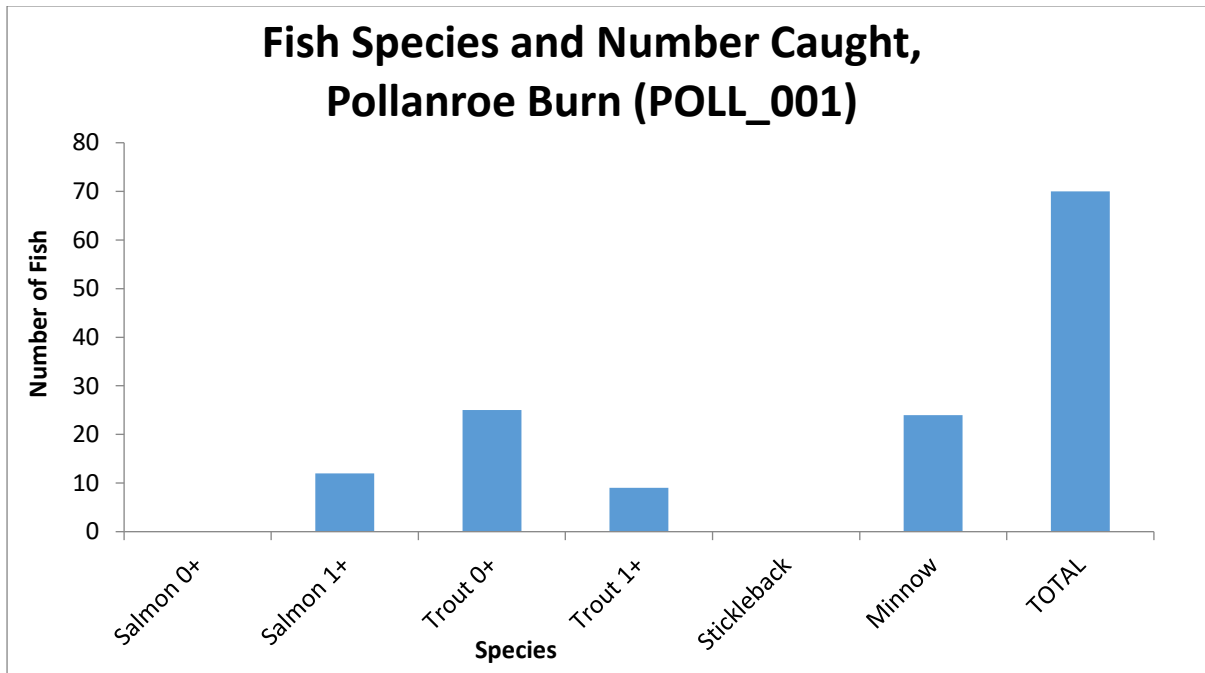 Fish Species and Number Caught,
Pollanroe Burn (POLL_001)
80
70
60
50
40
30
20
10
0
Number of Fish
Salmon 0+
Salmon 1+
Trout 0+
Trout 1+
Stickleback
Minnow
TOTAL
Species